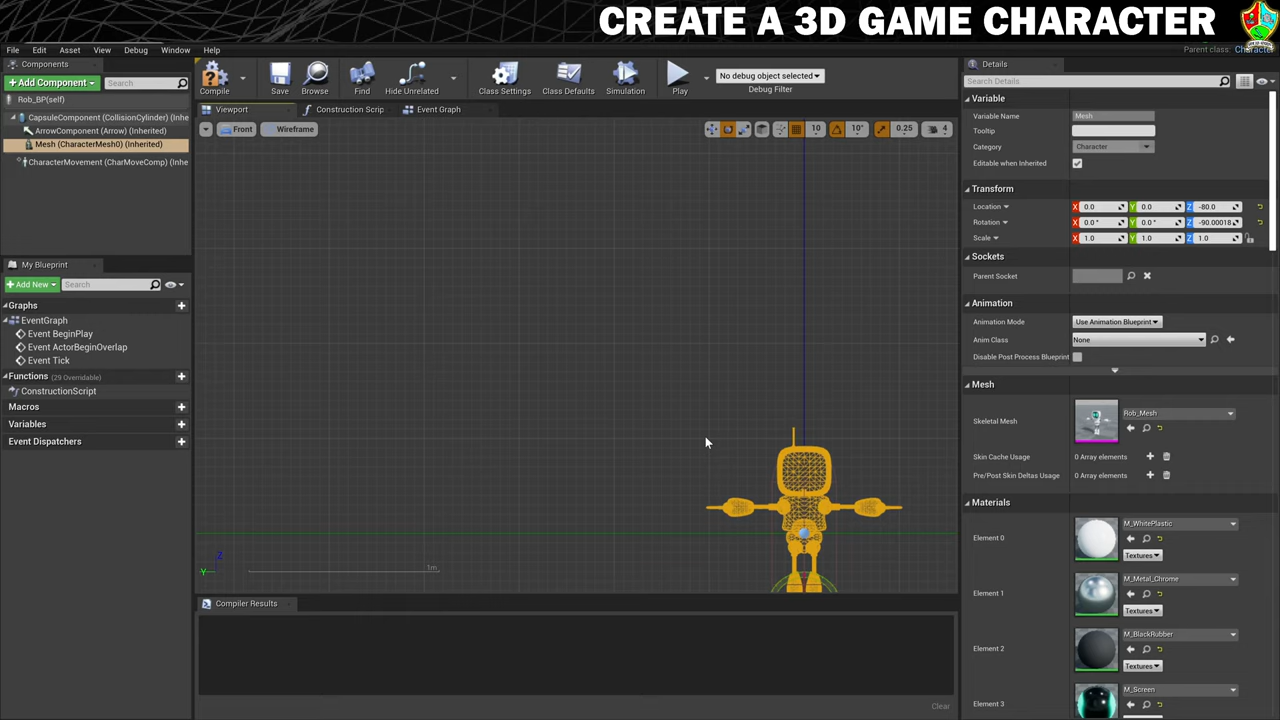 CREATE A 3D GAME CHARACTER
File Edit Asset View Window Debug Help
Parent class: Character
Components
+ Add Component
Search
Rob_BP(self)
CapsuleComponent (CollisionCylinder) (Inhe
ArrowComponent (Arrow) (Inherited)
Mesh (CharacterMesh0) (Inherited)
CharacterMovement (CharMoveComp) (Inhe
My Blueprint
+ Add New
Search
Graphs
EventGraph
Event BeginPlay
Event ActorBeginOverlap
Event Tick
Functions (29 Overridable)
ConstructionScript
Macros
Variables
Event Dispatchers
Compile Save Browse Find Hide Unrelated Class Settings Class Defaults Simulation Play
No debug object selected
Debug Filter
Viewport Construction Scrip Event Graph
Front Wireframe 10 10° 0.25 4
Z
Y
1m
Compiler Results
Clear
Details
Search Details
Variable
Variable Name Mesh
Tooltip
Category Character
Editable when Inherited
Transform
Location X 0.0 Y 0.0 Z -80.0
Rotation X 0.0 ° Y 0.0 ° Z -90.00018
Scale X 1.0 Y 1.0 Z 1.0
Sockets
Parent Socket
Animation
Animation Mode Use Animation Blueprint
Anim Class None
Disable Post Process Blueprint
Mesh
Skeletal Mesh Rob_Mesh
Skin Cache Usage 0 Array elements
Pre/Post Skin Deltas Usage 0 Array elements
Materials
Element 0 M_WhitePlastic
Textures
Element 1 M_Metal_Chrome
Textures
Element 2 M_BlackRubber
Textures
Element 3 M_Screen